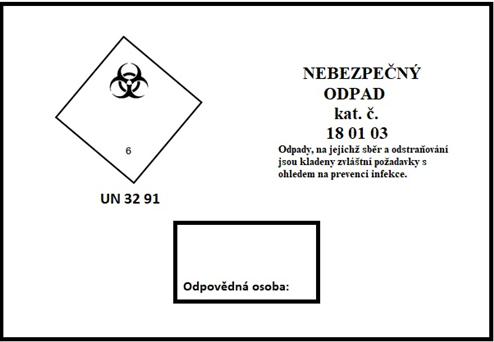 6
UN 32 91
NEBEZPEČNÝ
ODPAD
kat. č.
18 01 03
Odpady, na jejichž sběr a odstraňování
jsou kladeny zvláštní požadavky s
ohledem na prevenci infekce.
Odpovědná osoba: